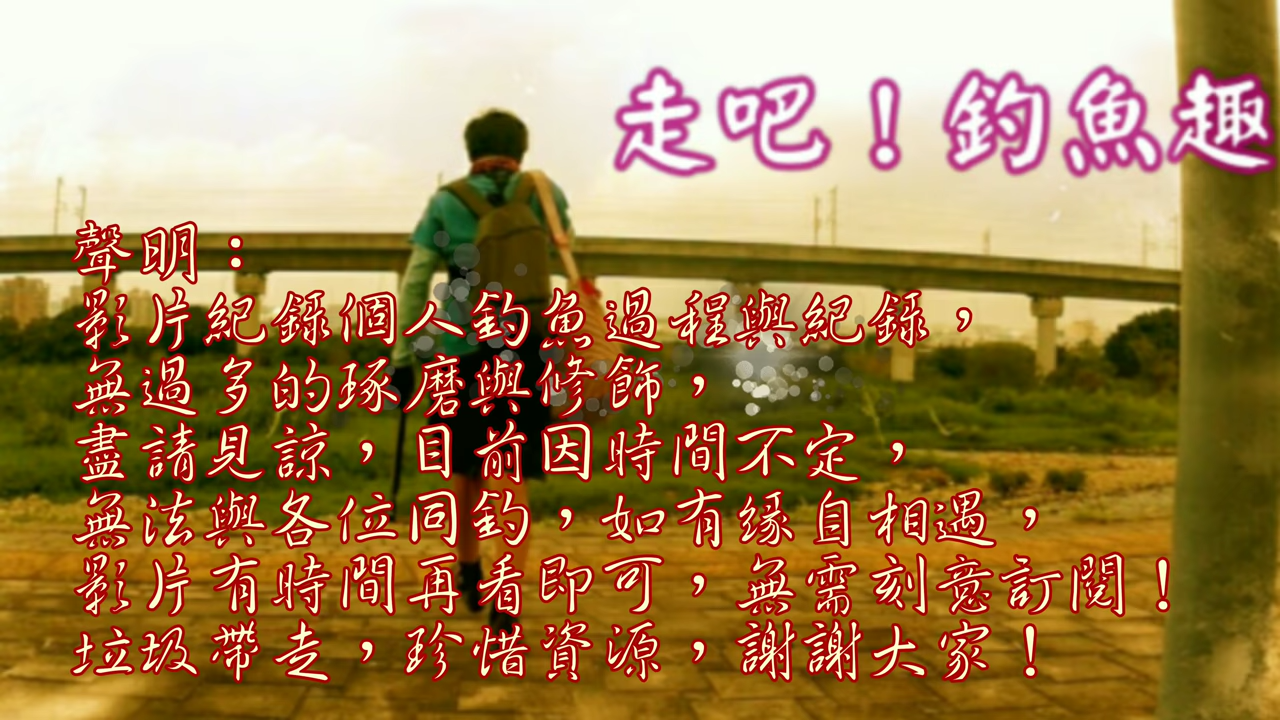 走吧！釣魚趣
聲明：
影片紀錄個人釣魚過程與紀錄，
無過多的琢磨與修飾，
盡請見諒，目前因時間不定，
無法與各位同釣，如有緣自相遇，
影片有時間再看即可，無需刻意訂閱！
垃圾帶走，珍惜資源，謝謝大家！